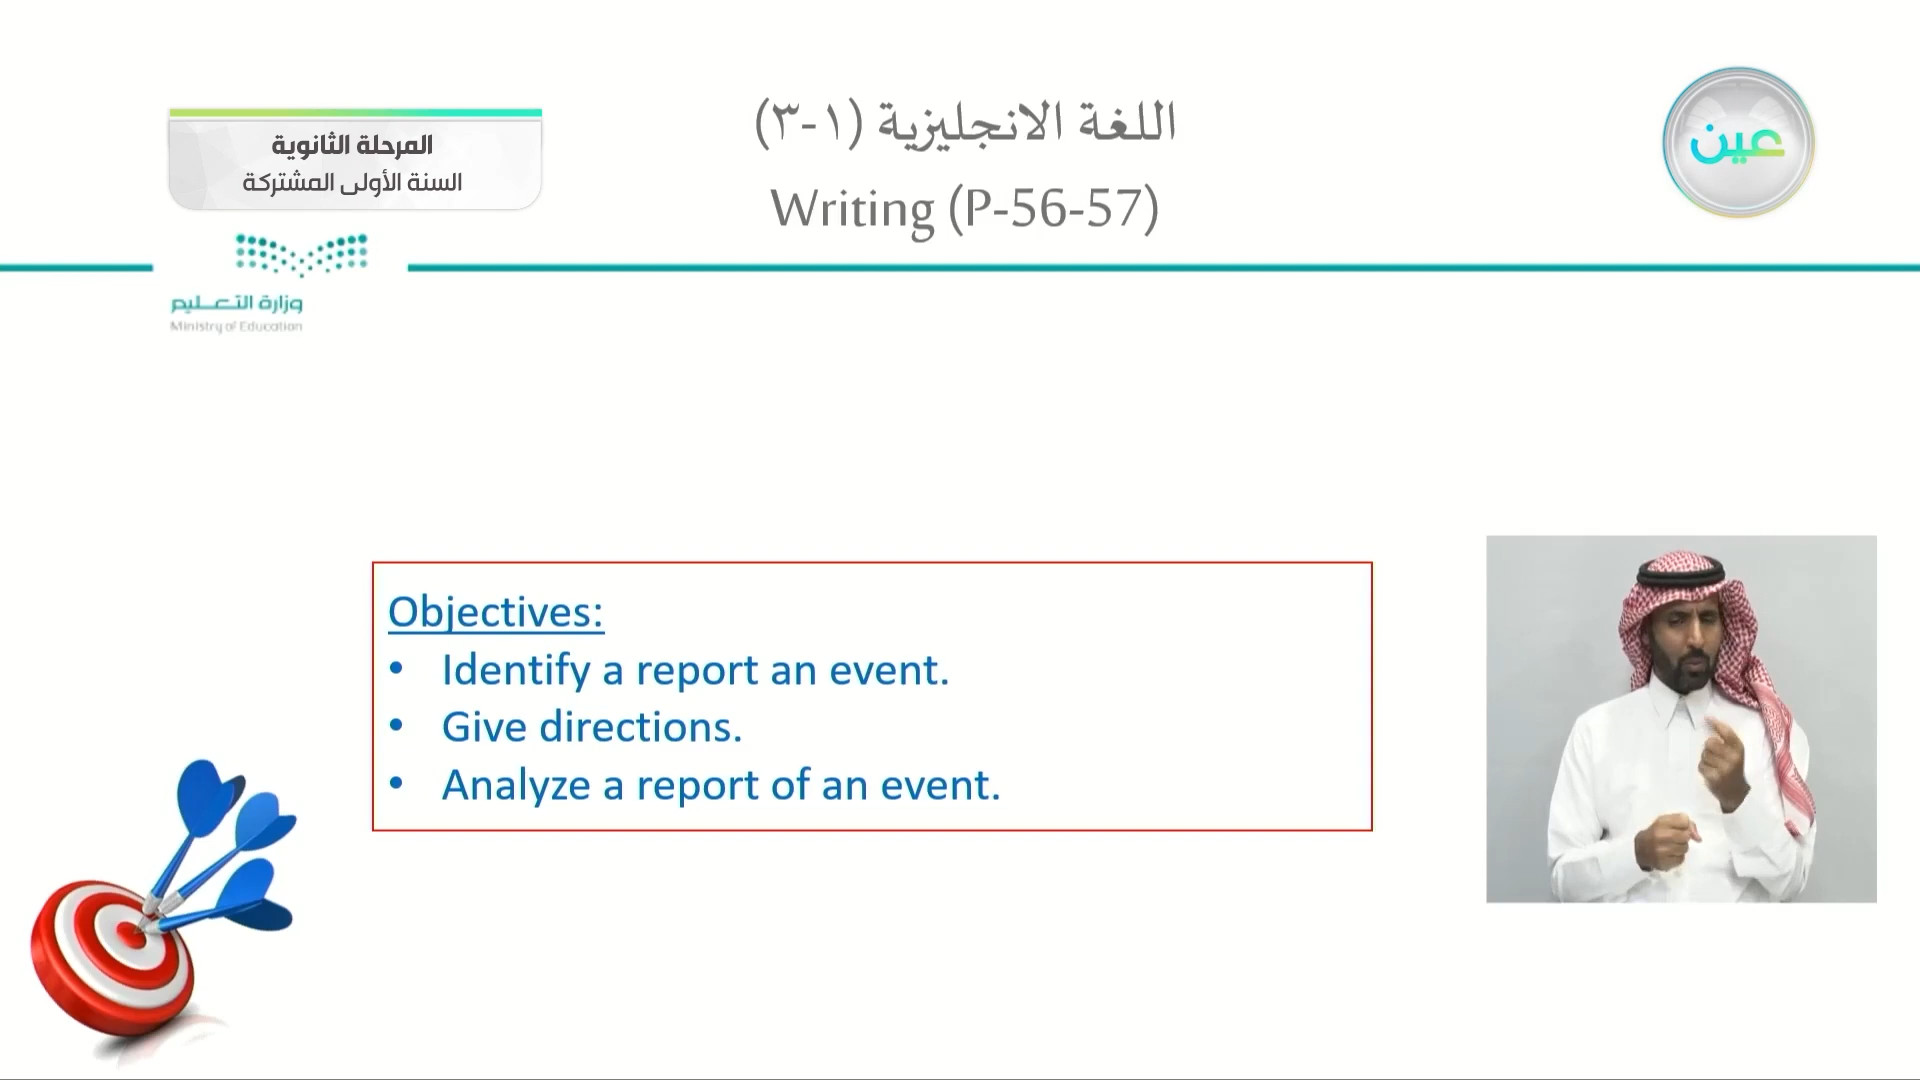 اللغة الانجليزية (١-٣)
Writing (P-56-57)
المرحلة الثانوية
السنة الأولى المشتركة
عين
وزارة التعليم
Ministry of Education
Objectives:
• Identify a report an event.
• Give directions.
• Analyze a report of an event.